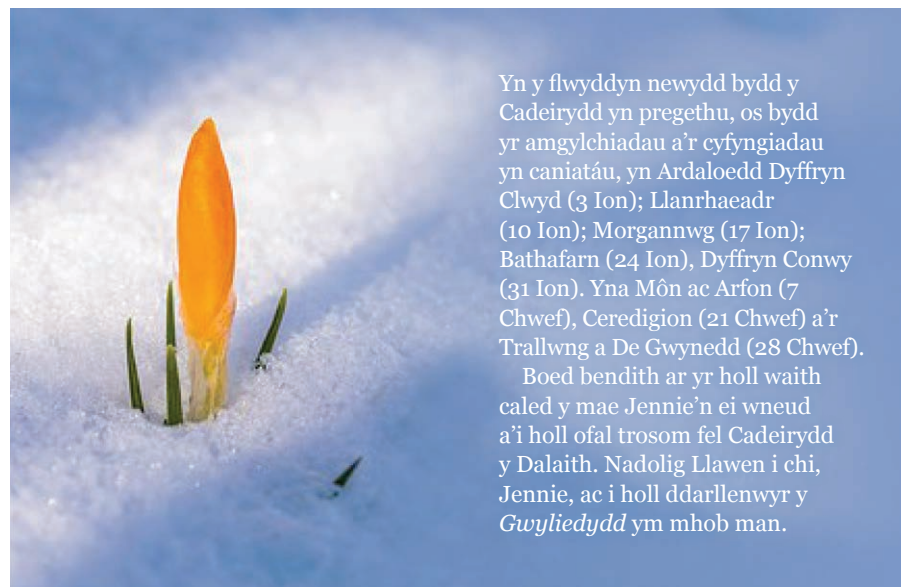 Yn y flwyddyn newydd bydd y
Cadeirydd yn pregethu, os bydd
yr amgylchiadau a’r cyfyngiadau
yn caniatáu, yn Ardaloedd Dyffryn
Clwyd (3 Ion); Llanrhaeadr
(10 Ion); Morgannwg (17 Ion);
Bathafarn (24 Ion), Dyffryn Conwy
(31 Ion). Yna Môn ac Arfon (7
Chwef), Ceredigion (21 Chwef) a’r
Trallwng a De Gwynedd (28 Chwef).
Boed bendith ar yr holl waith
caled y mae Jennie’n ei wneud
a’i holl ofal trosom fel Cadeirydd
y Dalaith. Nadolig Llawen i chi,
Jennie, ac i holl ddarllenwyr y
Gwyliedydd ym mhob man.